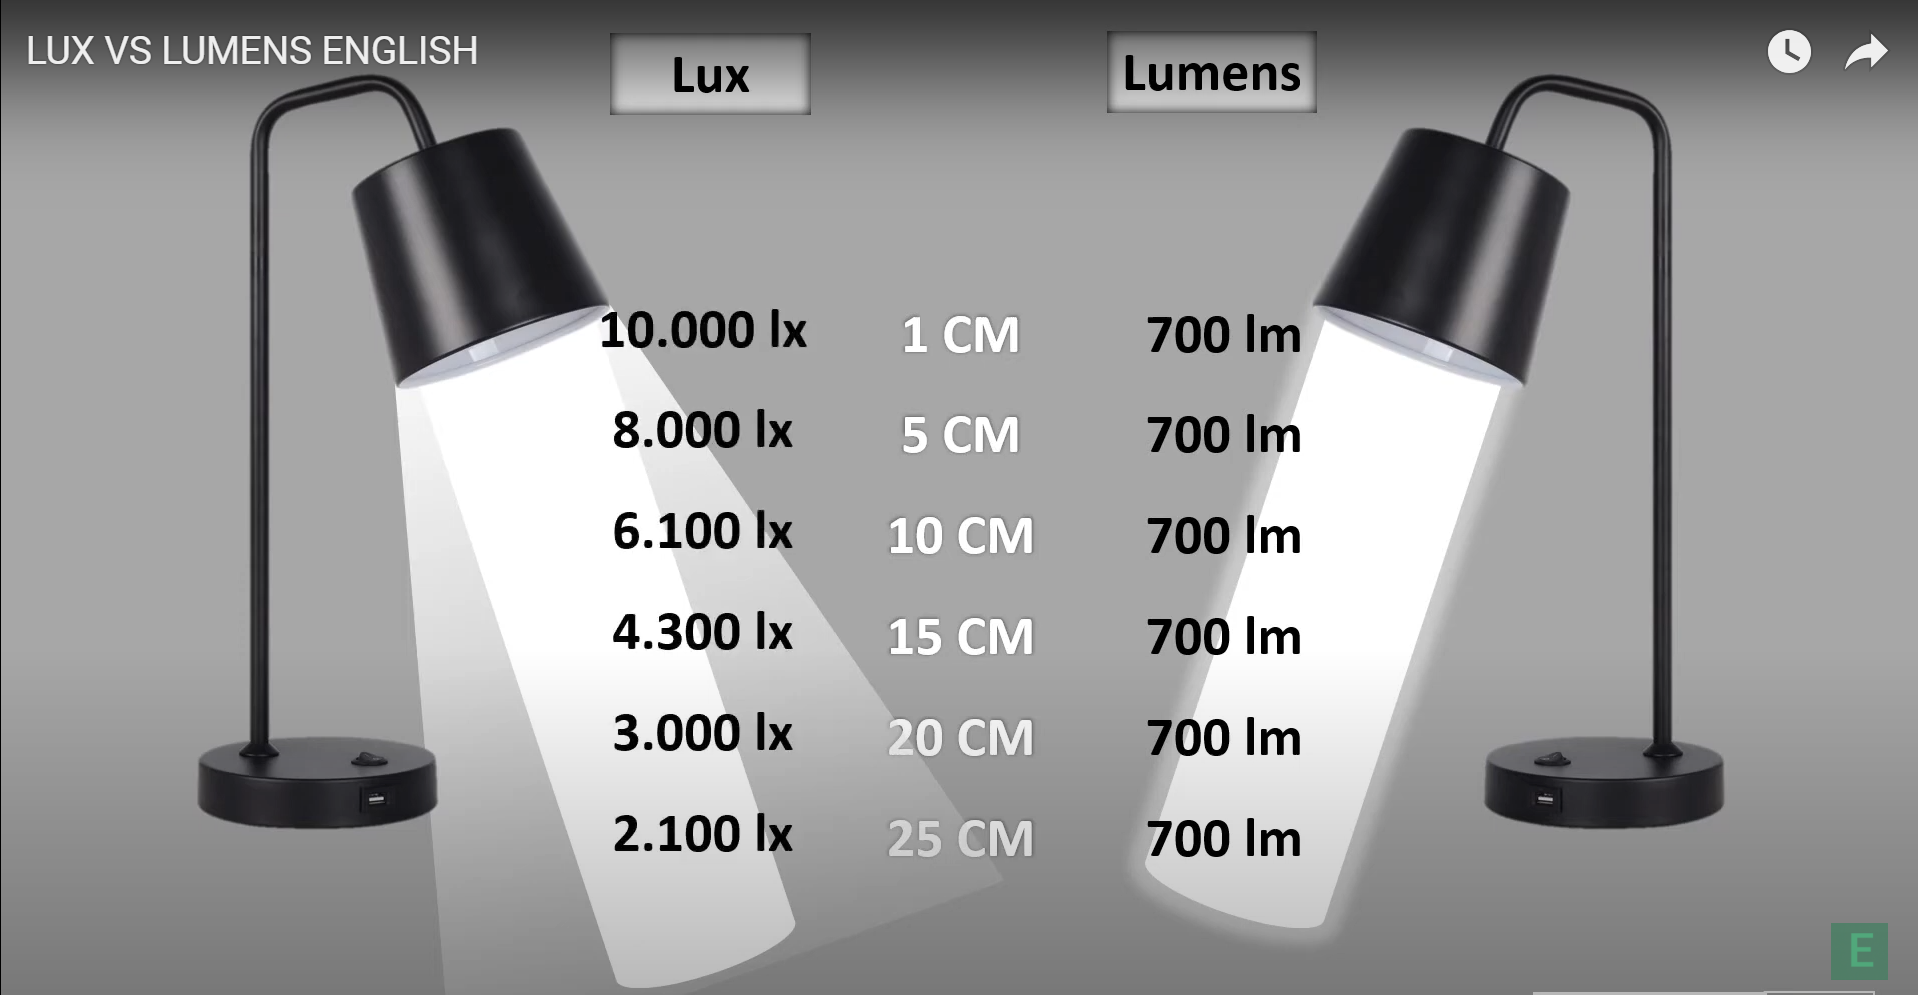 LUX VS LUMENS ENGLISH
Lux
Lumens
10.000 lx 1 CM 700 lm
8.000 lx 5 CM 700 lm
6.100 lx 10 CM 700 lm
4.300 lx 15 CM 700 lm
3.000 lx 20 CM 700 lm
2.100 lx 25 CM 700 lm
E